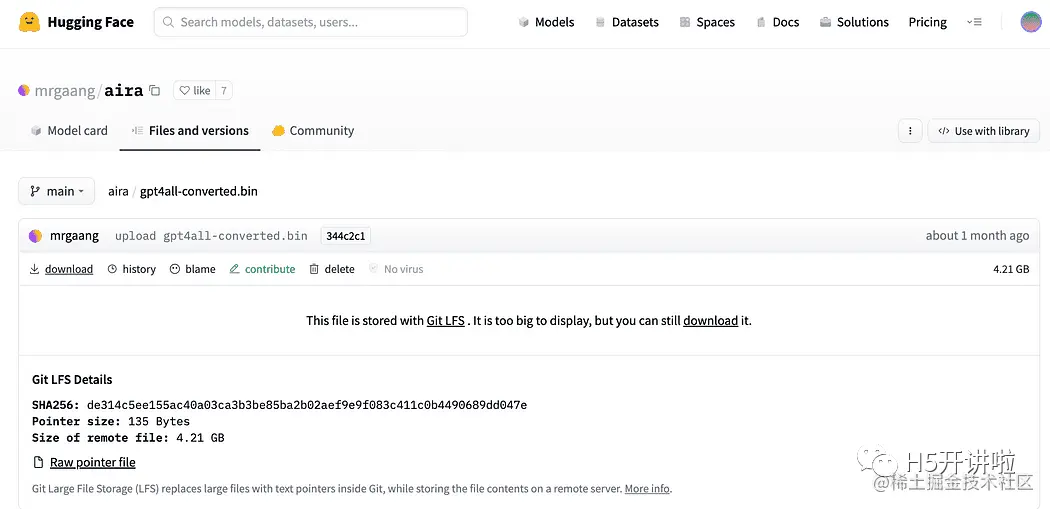 Hugging Face
Search models, datasets, users...
Models
Datasets
Spaces
Docs
Solutions
Pricing
mrgaang/aira
like 7
Model card
Files and versions
Community
Use with library
main
aira / gpt4all-converted.bin
mrgaang upload gpt4all-converted.bin 344c2c1 about 1 month ago
download history blame contribute delete No virus 4.21 GB
This file is stored with Git LFS . It is too big to display, but you can still download it.
Git LFS Details
SHA256: de314c5ee155ac40a03ca3b3be85ba2b02aef9e9f083c411c0b4490689dd047e
Pointer size: 135 Bytes
Size of remote file: 4.21 GB
Raw pointer file
Git Large File Storage (LFS) replaces large files with text pointers inside Git, while storing the file contents on a remote server. More info.
H5开讲啦
@稀土掘金技术社区